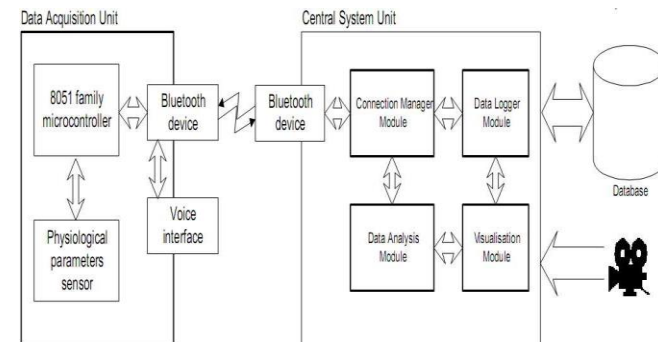 Data Acquisition Unit
Central System Unit
8051 family
microcontroller
Bluetooth
device
Bluetooth
device
Connection Manager
Module
Data Logger
Module
Database
Physiological
parameters
sensor
Voice
interface
Data Analysis
Module
Visualisation
Module